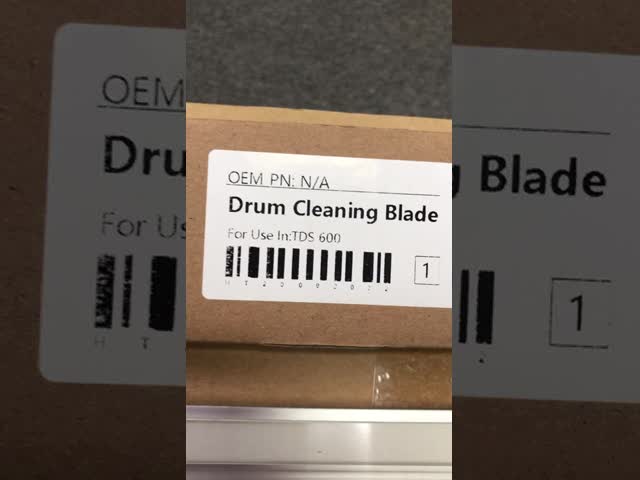 OEM PN: N/A
Drum Cleaning Blade
For Use In:TDS 600
1